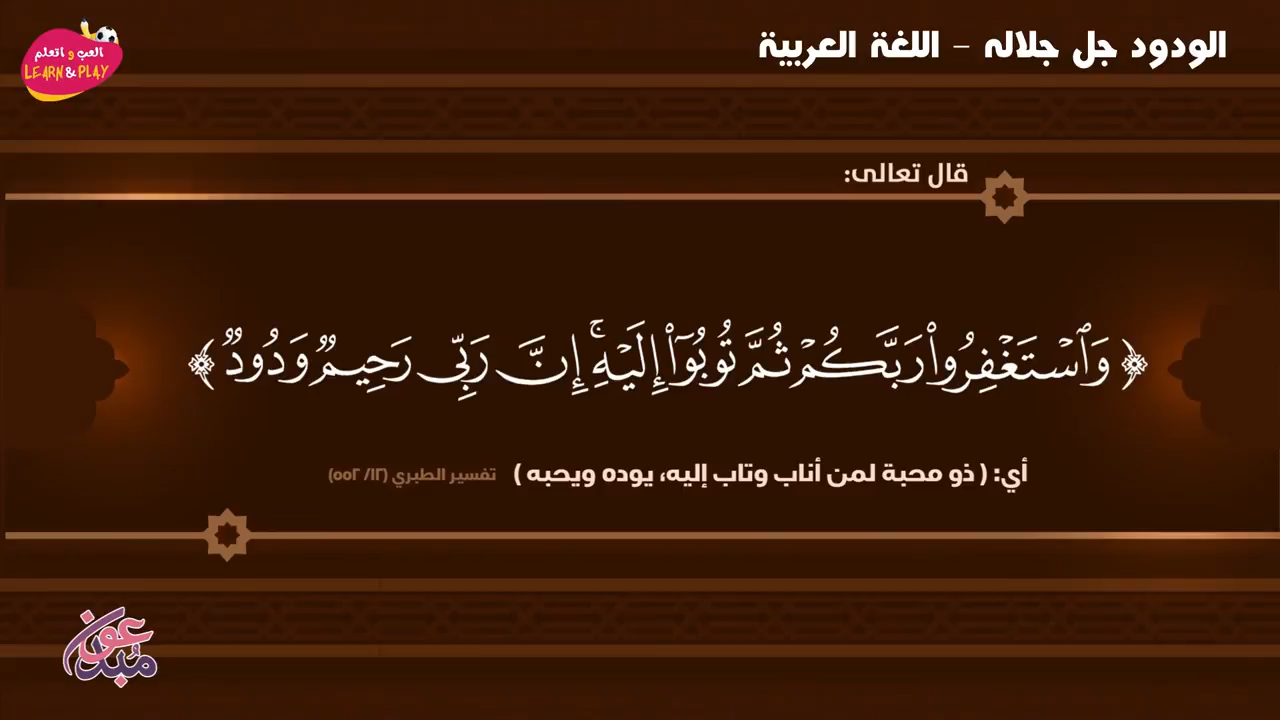 الودود جل جلاله - اللغة العربية
العب و اتعلم
LEARN & PLAY
قال تعالى:
﴿ وَٱسۡتَغۡفِرُواْ رَبَّكُمۡ ثُمَّ تُوبُوٓاْ إِلَيۡهِۚ إِنَّ رَبِّي رَحِيمٞ وَدُودٞ ﴾
أي: ( ذو محبة لمن أناب وتاب إليه، يوده ويحبه ) تفسير الطبري (١٢/ ٥٥٢)
مبدعون